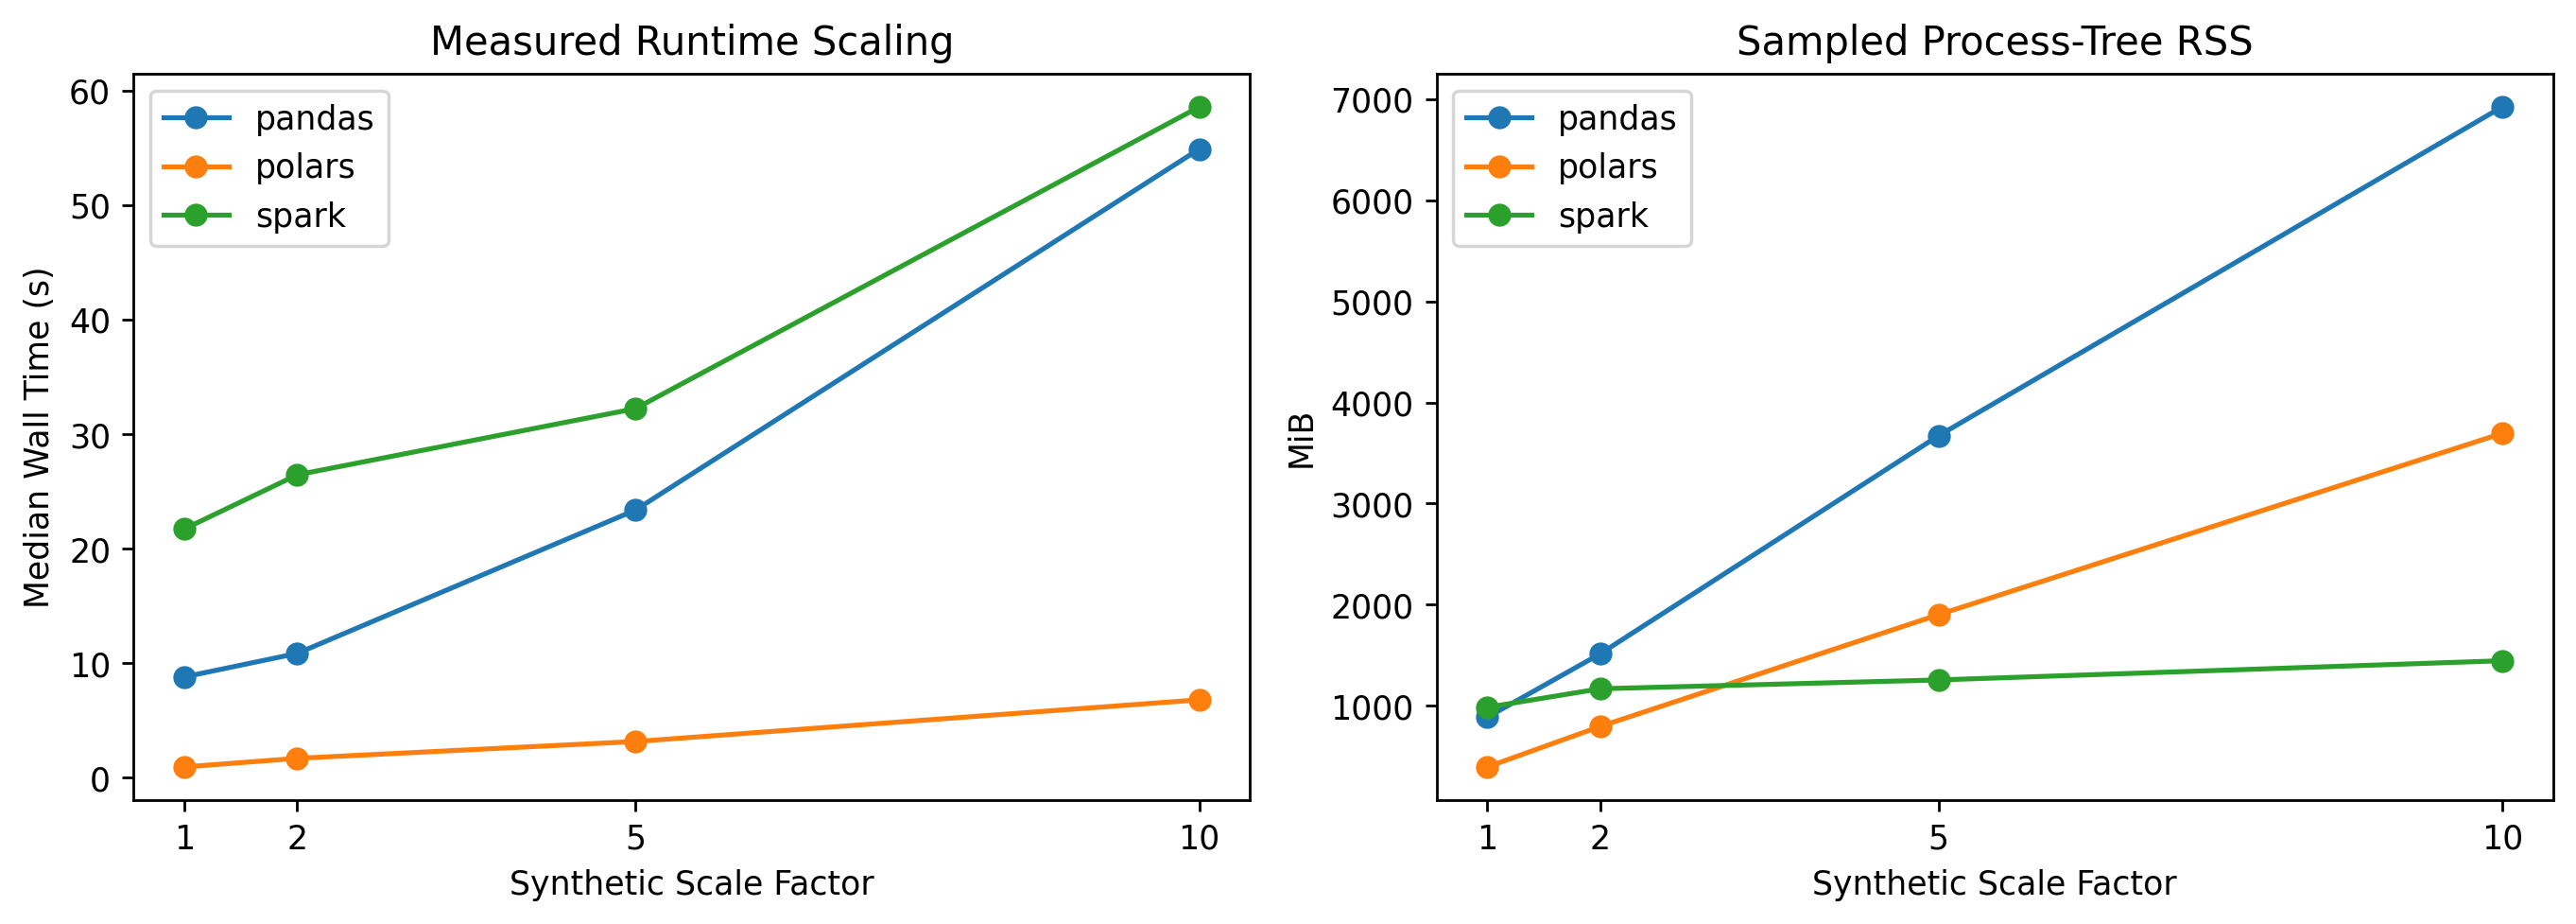 Measured Runtime Scaling
60
50
40
30
20
10
0
Median Wall Time (s)
pandas
polars
spark
1 2 5 10
Synthetic Scale Factor
Sampled Process-Tree RSS
7000
6000
5000
4000
3000
2000
1000
MiB
pandas
polars
spark
1 2 5 10
Synthetic Scale Factor